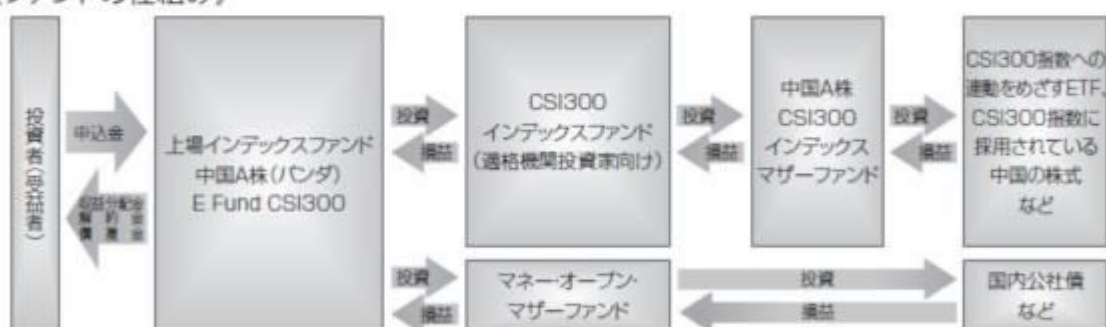 ファンドの仕組み
投資者(受益者)
申込金
収益分配金
解約金
償還金
上場インデックスファンド
中国A株(パンダ)
E Fund CSI300
投資
損益
CSI300
インデックスファンド
(適格機関投資家向け)
投資
損益
中国A株
CSI300
インデックス
マザーファンド
投資
損益
CSI300指数への
連動をめざすETF、
CSI300指数に
採用されている
中国の株式
など
投資
損益
マネー・オープン・
マザーファンド
投資
損益
国内公社債
など